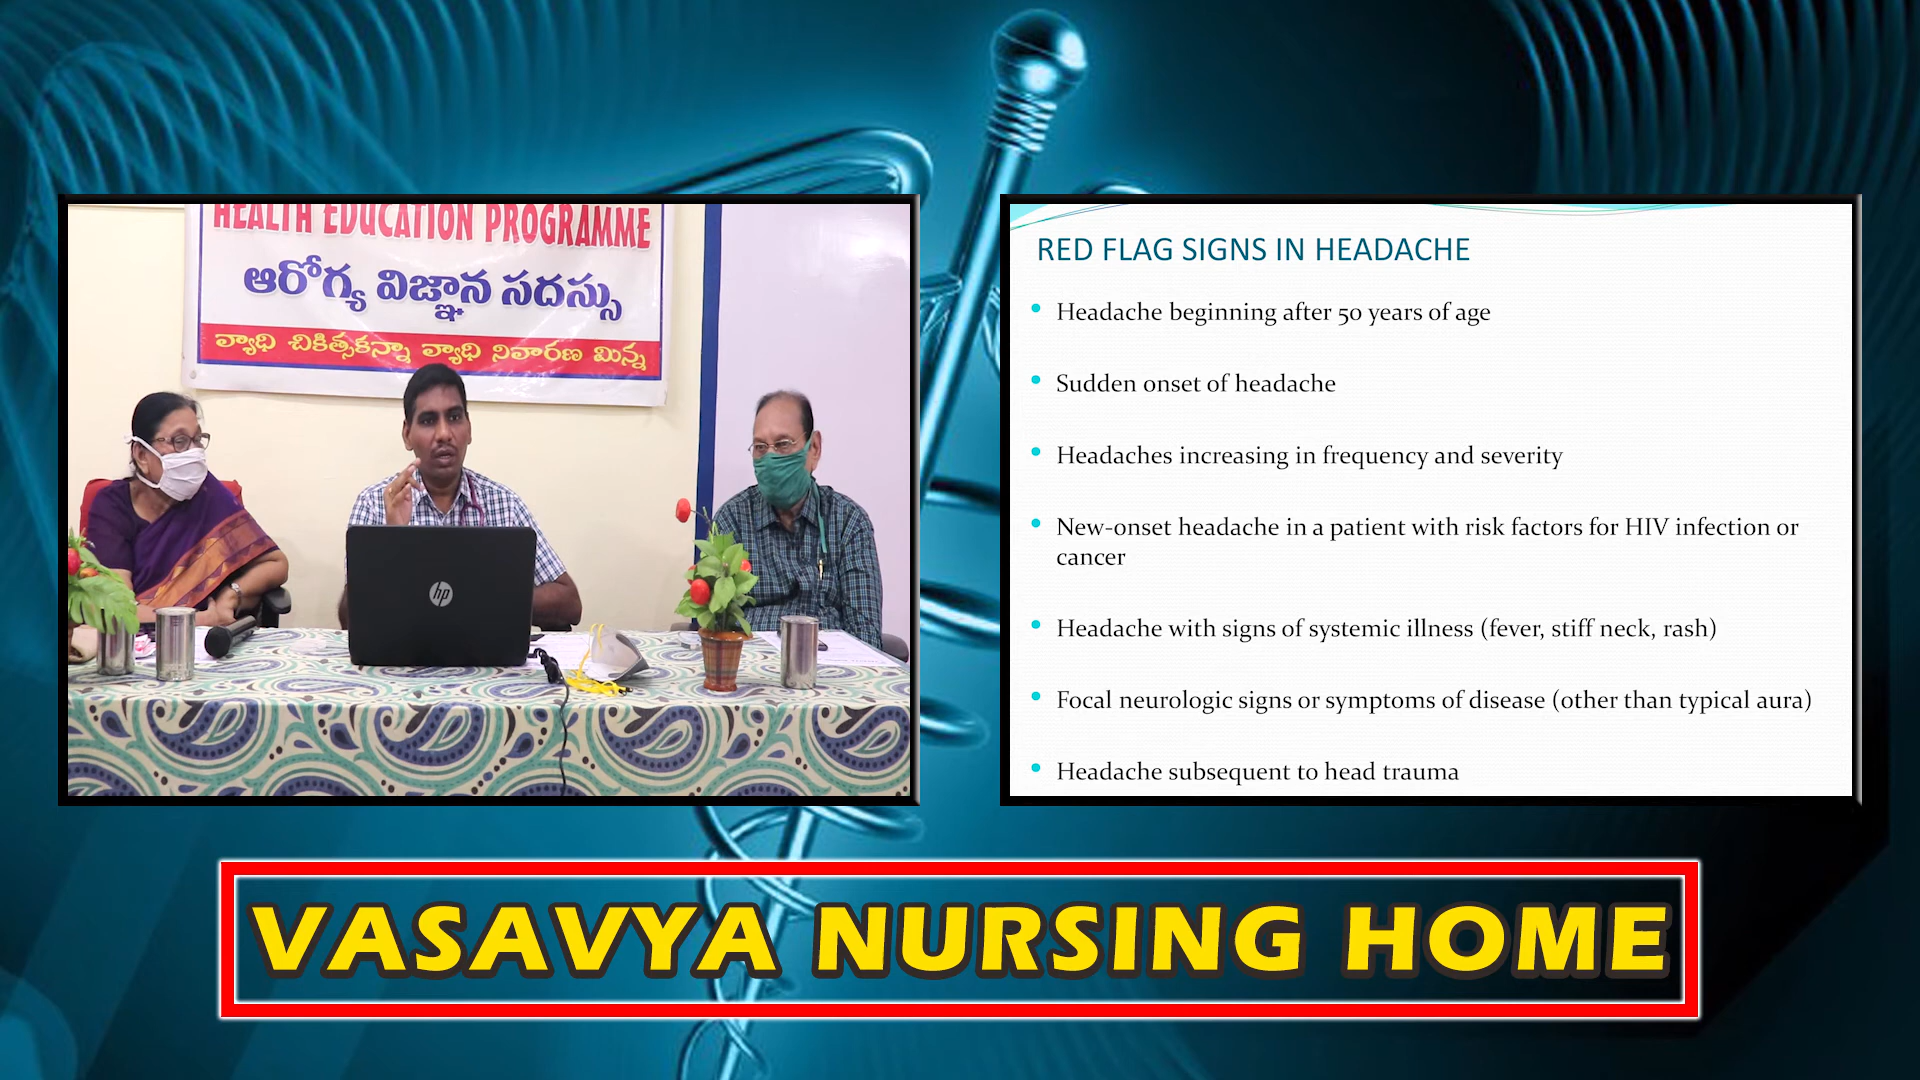 HEALTH EDUCATION PROGRAMME
ఆరోగ్య విజ్ఞాన సదస్సు
వ్యాధి చికిత్సకన్నా వ్యాధి నివారణ మిన్న
hp
RED FLAG SIGNS IN HEADACHE
• Headache beginning after 50 years of age
• Sudden onset of headache
• Headaches increasing in frequency and severity
• New-onset headache in a patient with risk factors for HIV infection or
cancer
• Headache with signs of systemic illness (fever, stiff neck, rash)
• Focal neurologic signs or symptoms of disease (other than typical aura)
• Headache subsequent to head trauma
VASAVYA NURSING HOME